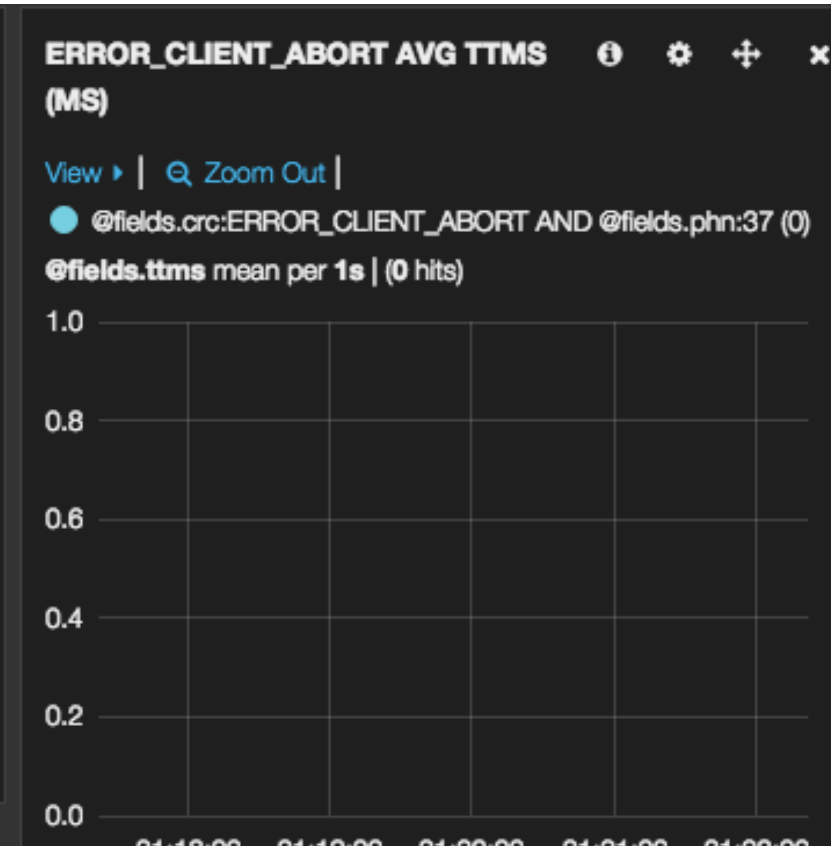 ERROR_CLIENT_ABORT AVG TTMS
(MS)
View | Zoom Out |
@fields.crc:ERROR_CLIENT_ABORT AND @fields.phn:37 (0)
@fields.ttms mean per 1s | (0 hits)
1.0
0.8
0.6
0.4
0.2
0.0